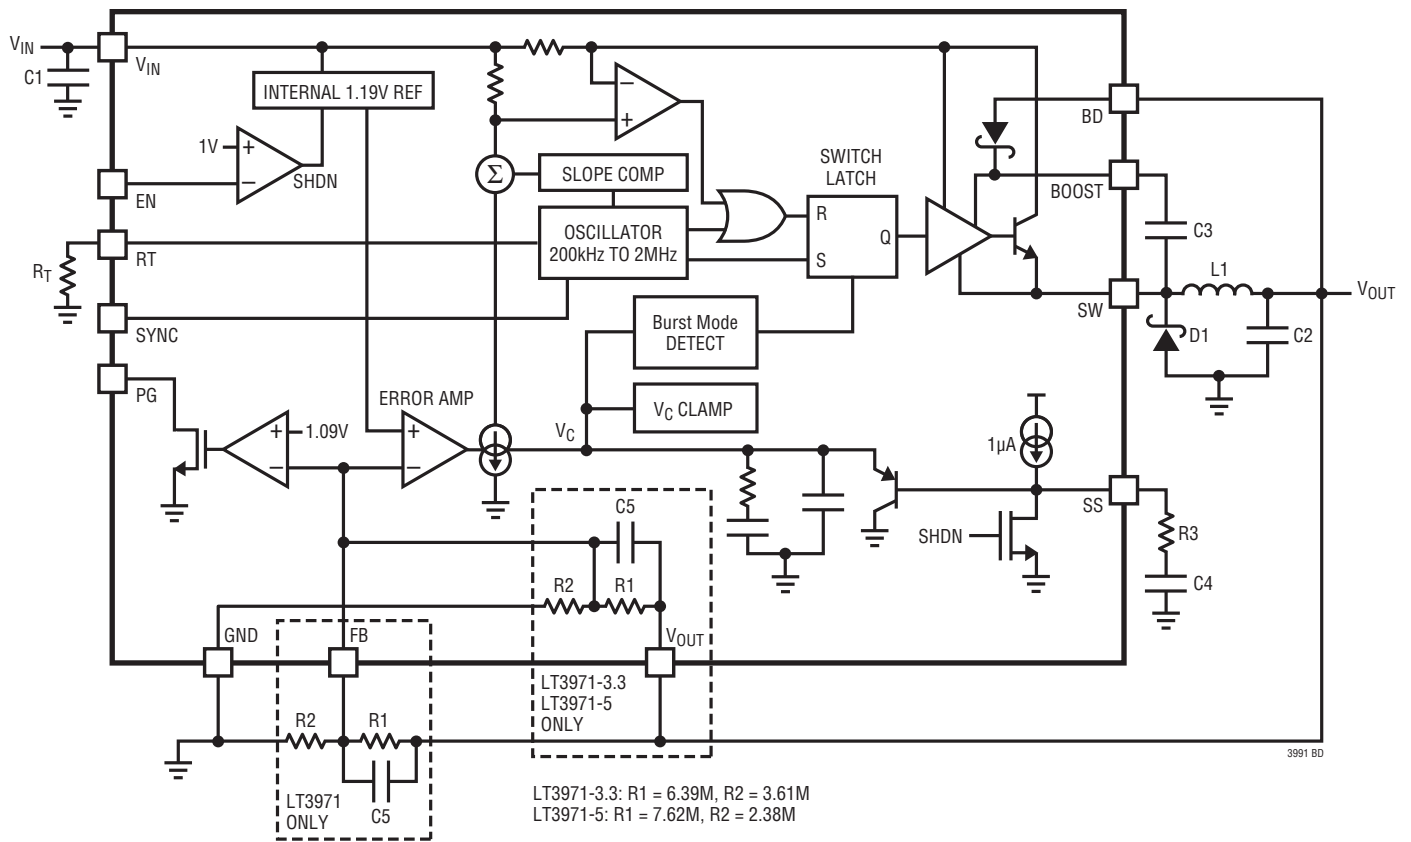 VIN
VIN
C1
INTERNAL 1.19V REF
1V
+
−
SHDN
EN
RT
RT
SYNC
PG
−
+
Σ
SLOPE COMP
OSCILLATOR
200kHz TO 2MHz
SWITCH
LATCH
R
S
Q
BD
BOOST
SW
C3
L1
VOUT
D1
C2
Burst Mode
DETECT
VC CLAMP
ERROR AMP
+
−
1.09V
+
−
VC
1µA
SS
SHDN
R3
C4
C5
R2
R1
GND
FB
VOUT
LT3971-3.3
LT3971-5
ONLY
R2
R1
C5
LT3971
ONLY
3991 BD
LT3971-3.3: R1 = 6.39M, R2 = 3.61M
LT3971-5: R1 = 7.62M, R2 = 2.38M